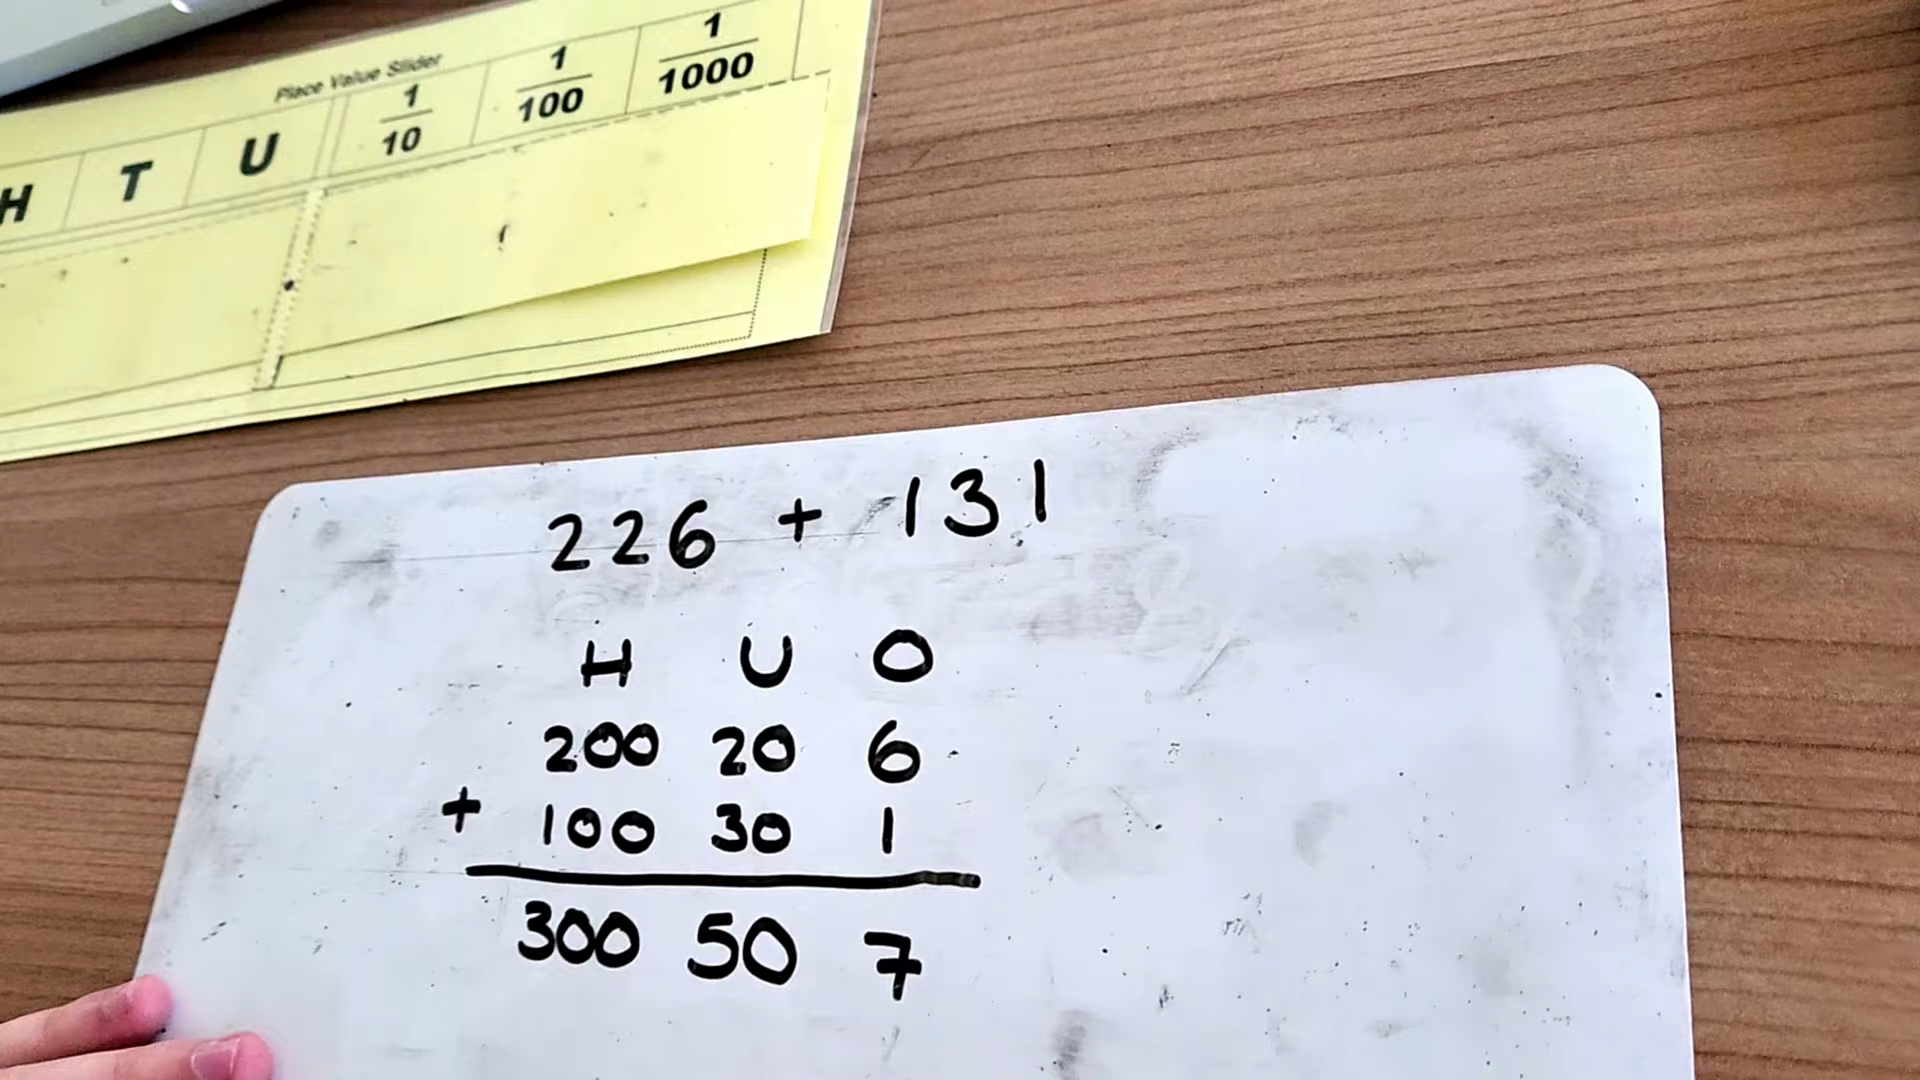 Place Value Slider
H T U 1/10 1/100 1/1000
226 + 131
H U O
200 20 6
+ 100 30 1
300 50 7